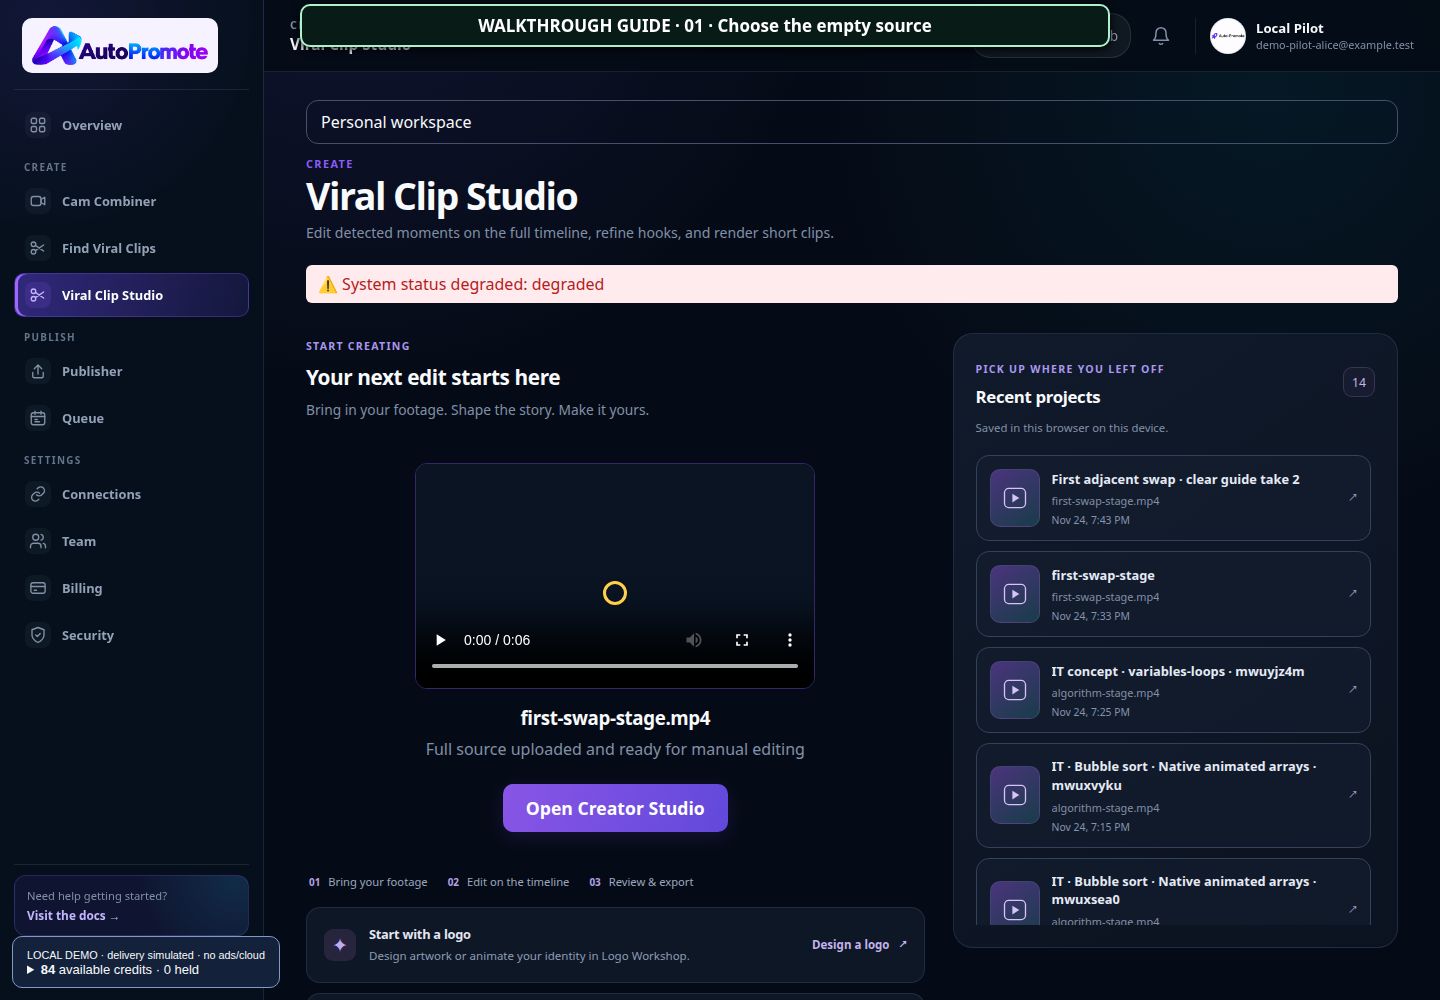 AutoPromote
WALKTHROUGH GUIDE · 01 · Choose the empty source
Viral Clip Studio
Local Pilot
demo-pilot-alice@example.test
Overview
CREATE
Cam Combiner
Find Viral Clips
Viral Clip Studio
PUBLISH
Publisher
Queue
SETTINGS
Connections
Team
Billing
Security
Need help getting started?
Visit the docs →
LOCAL DEMO · delivery simulated · no ads/cloud
▶ 84 available credits · 0 held
Personal workspace
CREATE
Viral Clip Studio
Edit detected moments on the full timeline, refine hooks, and render short clips.
⚠️ System status degraded: degraded
START CREATING
Your next edit starts here
Bring in your footage. Shape the story. Make it yours.
0:00 / 0:06
first-swap-stage.mp4
Full source uploaded and ready for manual editing
Open Creator Studio
01 Bring your footage 02 Edit on the timeline 03 Review & export
Start with a logo
Design artwork or animate your identity in Logo Workshop.
Design a logo ↗
PICK UP WHERE YOU LEFT OFF
14
Recent projects
Saved in this browser on this device.
First adjacent swap · clear guide take 2
first-swap-stage.mp4
Nov 24, 7:43 PM
↗
first-swap-stage
first-swap-stage.mp4
Nov 24, 7:33 PM
↗
IT concept · variables-loops · mwuyjz4m
algorithm-stage.mp4
Nov 24, 7:25 PM
↗
IT · Bubble sort · Native animated arrays ·
mwuxvyku
algorithm-stage.mp4
Nov 24, 7:15 PM
↗
IT · Bubble sort · Native animated arrays ·
mwuxsea0
algorithm-stage.mp4
↗